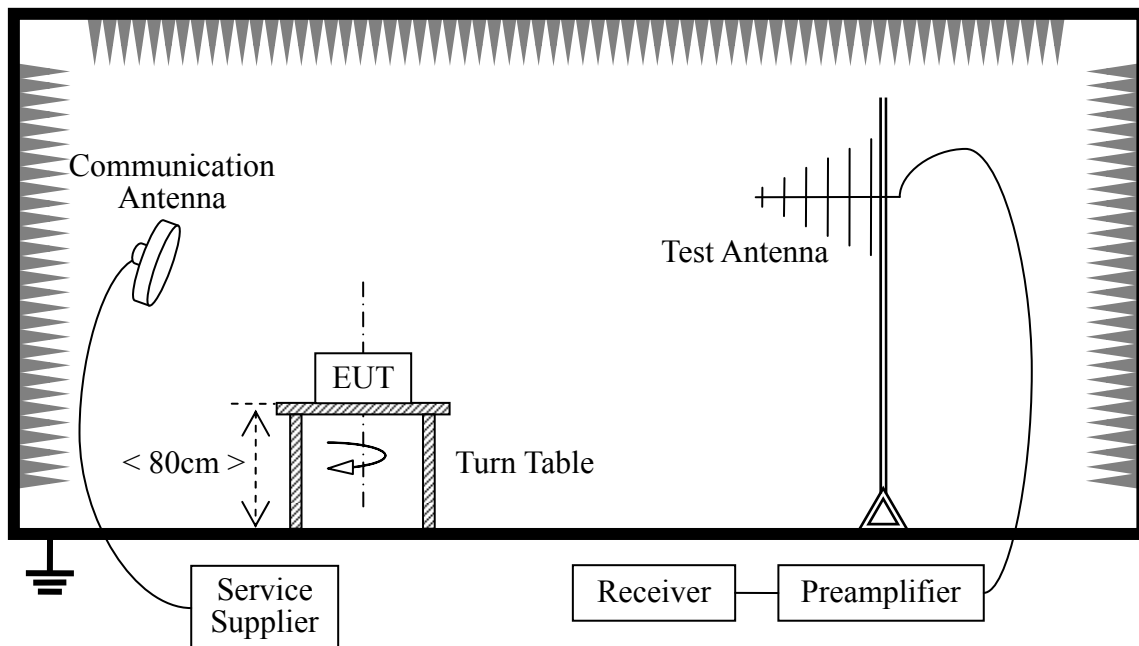 Communication
Antenna
Test Antenna
EUT
< 80cm >
Turn Table
Service
Supplier
Receiver
Preamplifier